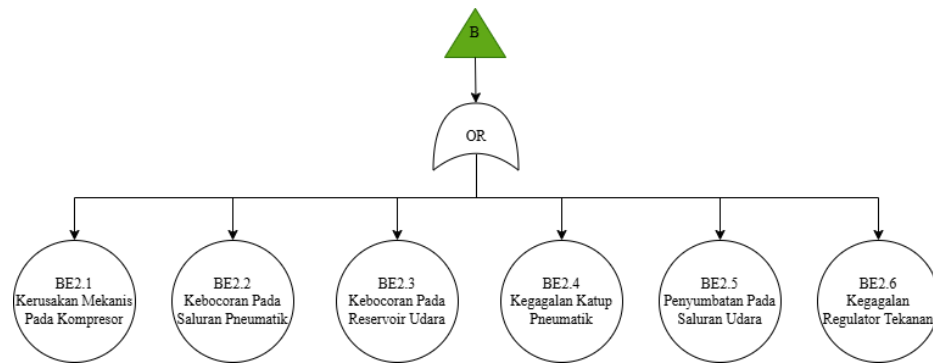 B
OR
BE2.1
Kerusakan Mekanis
Pada Kompresor
BE2.2
Kebocoran Pada
Saluran Pneumatik
BE2.3
Kebocoran Pada
Reservoir Udara
BE2.4
Kegagalan Katup
Pneumatik
BE2.5
Penyumbatan Pada
Saluran Udara
BE2.6
Kegagalan
Regulator Tekanan